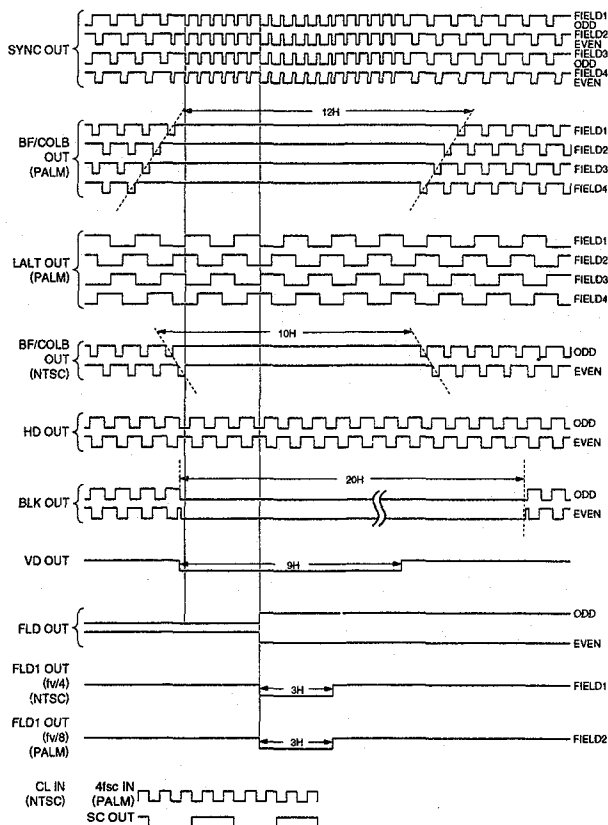 FIELD1
ODD
FIELD2
EVEN
SYNC OUT
FIELD3
ODD
FIELD4
EVEN
12H
FIELD1
BF/COLB
OUT
(PALM)
FIELD2
FIELD3
FIELD4
FIELD1
LALT OUT
(PALM)
FIELD2
FIELD3
FIELD4
10H
BF/COLB
OUT
(NTSC)
ODD
EVEN
HD OUT
ODD
EVEN
20H
BLK OUT
ODD
EVEN
VD OUT
9H
FLD OUT
ODD
EVEN
FLD1 OUT
(fv/4)
(NTSC)
3H
FIELD1
FLD1 OUT
(fv/8)
(PALM)
3H
FIELD2
CL IN
(NTSC)
4fsc IN
(PALM)
SC OUT